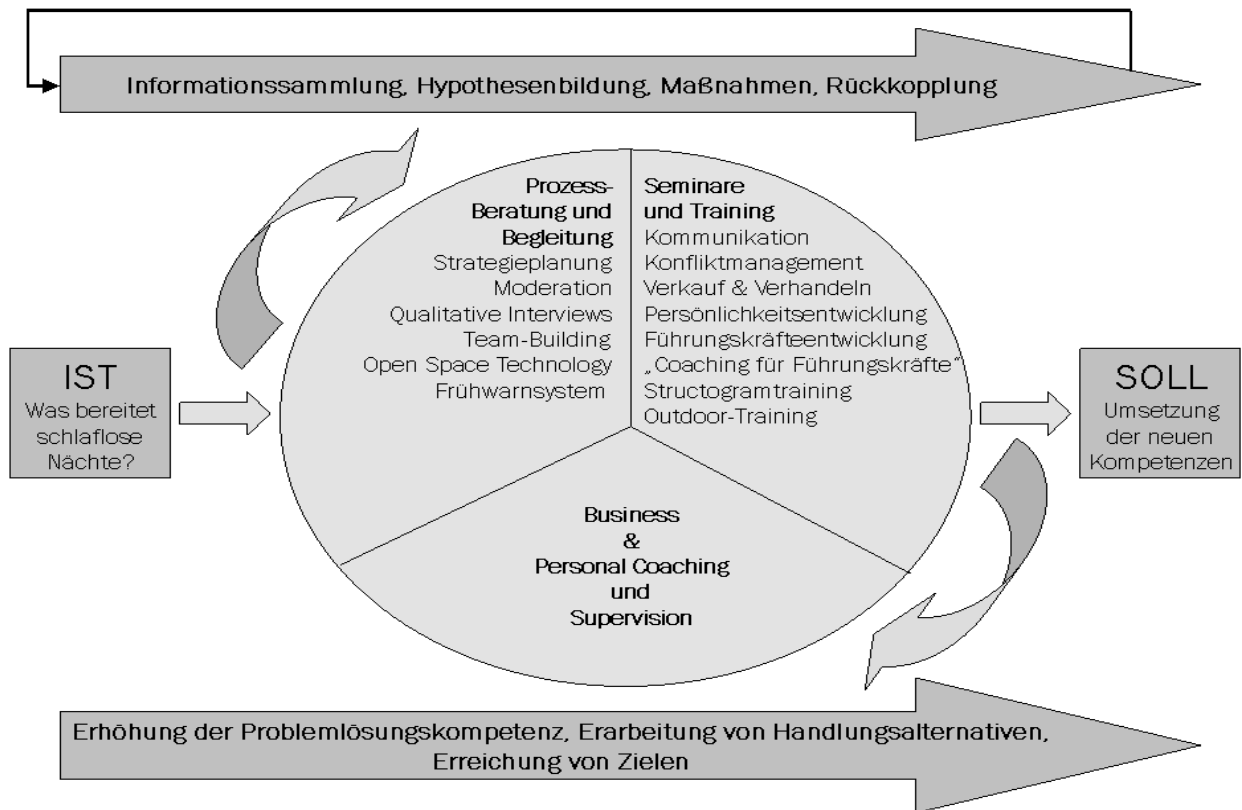 Informationssammlung, Hypothesenbildung, Maßnahmen, Rückkopplung
Prozess-
Beratung und
Begleitung
Strategieplanung
Moderation
Qualitative Interviews
Team-Building
Open Space Technology
Frühwarnsystem
Seminare
und Training
Kommunikation
Konfliktmanagement
Verkauf & Verhandeln
Persönlichkeitsentwicklung
Führungskräfteentwicklung
„Coaching für Führungskräfte“
Structogramtraining
Outdoor-Training
IST
Was bereitet
schlaflose
Nächte?
SOLL
Umsetzung
der neuen
Kompetenzen
Business
&
Personal Coaching
und
Supervision
Erhöhung der Problemlösungskompetenz, Erarbeitung von Handlungsalternativen,
Erreichung von Zielen